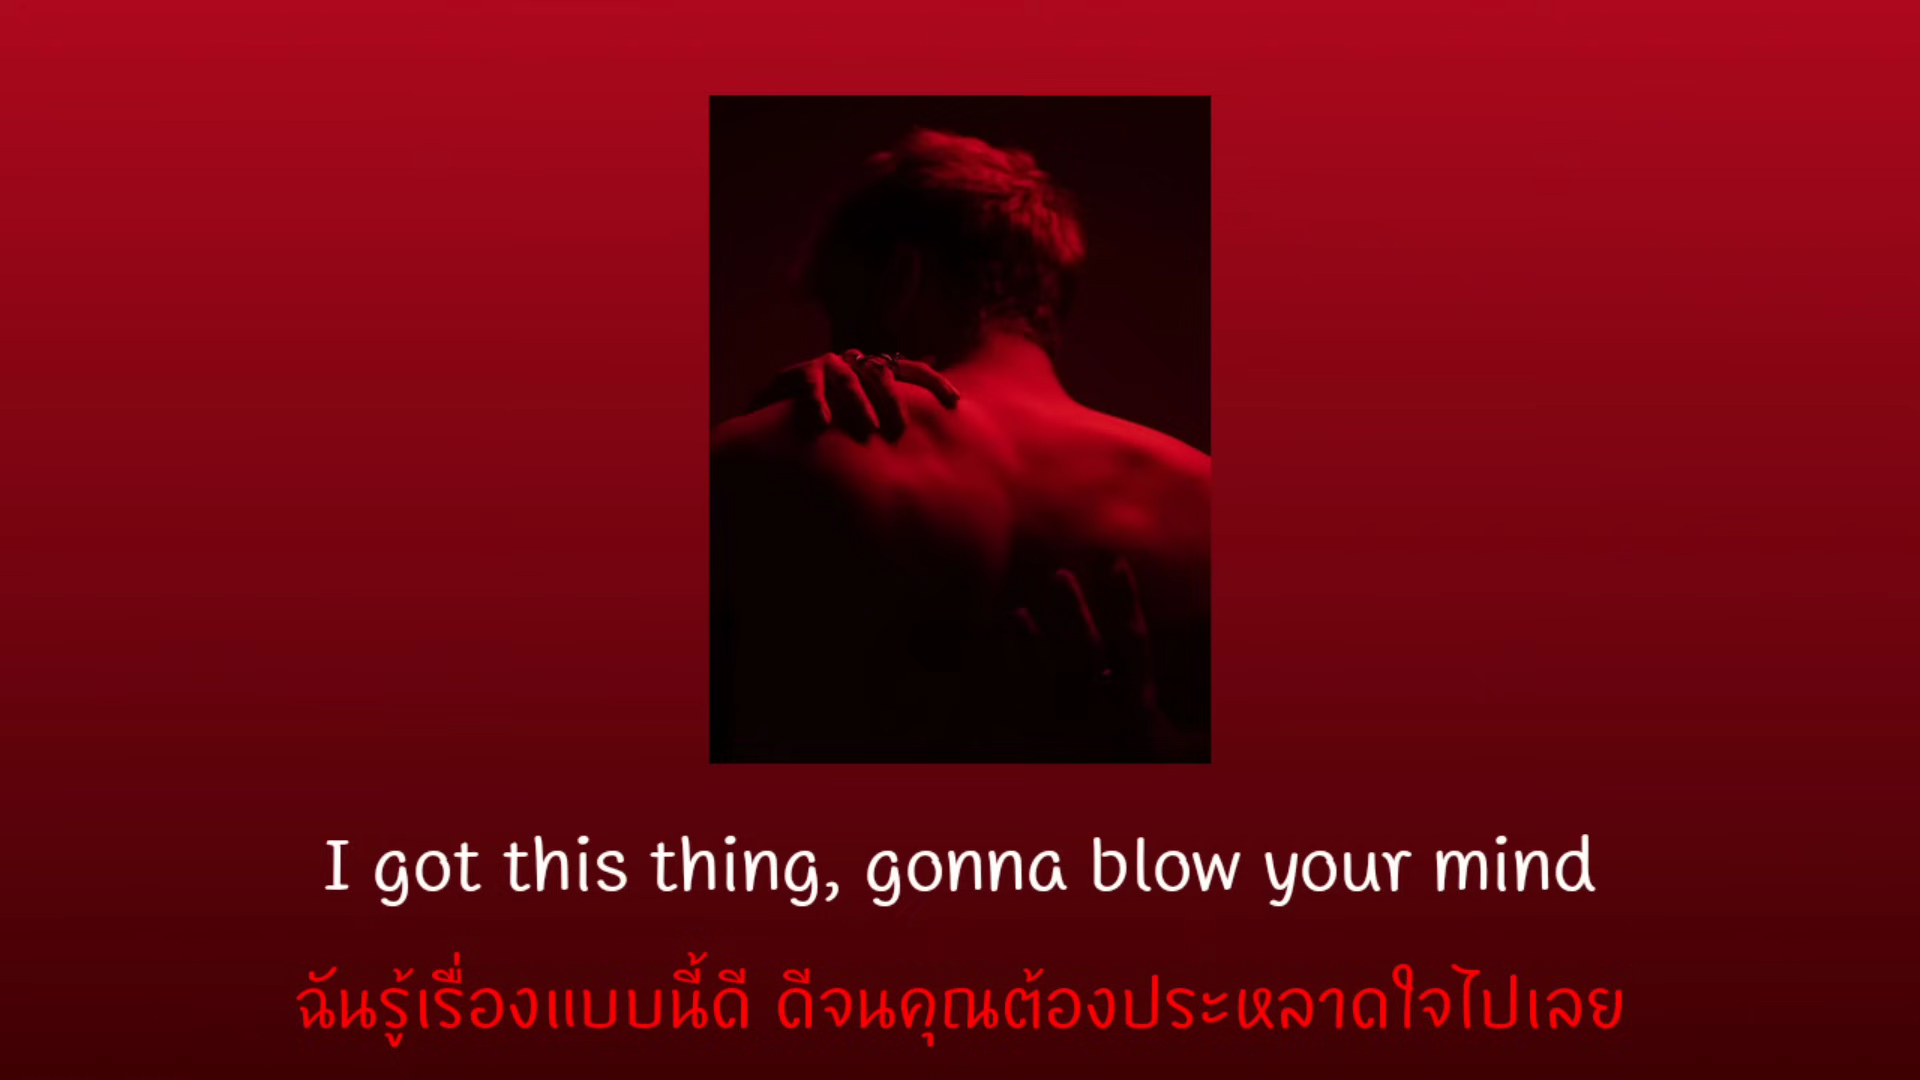 I got this thing, gonna blow your mind
ฉันรู้เรื่องแบบนี้ดี ดีจนคุณต้องประหลาดใจไปเลย